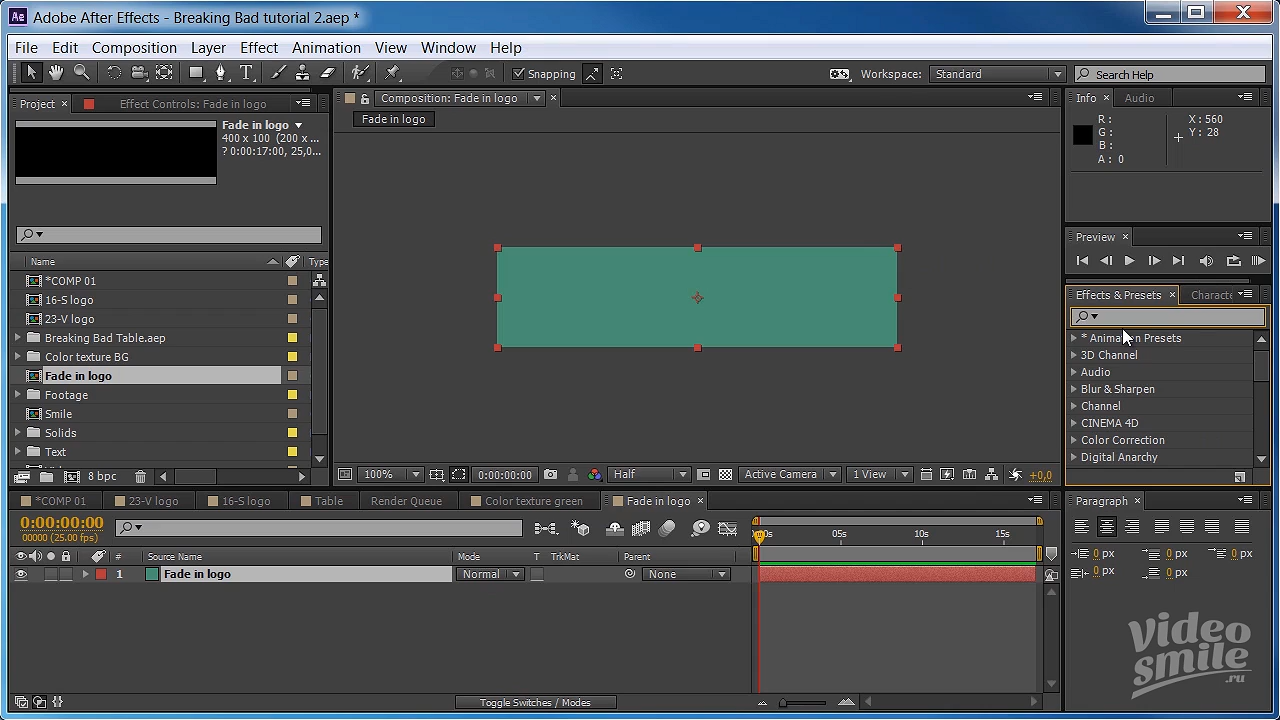 Adobe After Effects - Breaking Bad tutorial 2.aep *
File Edit Composition Layer Effect Animation View Window Help
Snapping
Workspace: Standard
Search Help
Project
Effect Controls: Fade in logo
Fade in logo
400 x 100 (200 x ...
? 0:00:17:00, 25,0...
Name Type
*COMP 01
16-S logo
23-V logo
Breaking Bad Table.aep
Color texture BG
Fade in logo
Footage
Smile
Solids
Text
8 bpc
Composition: Fade in logo
Fade in logo
100% 0:00:00:00 Half Active Camera 1 View +0,0
Info Audio
R : X : 560
G : Y : 28
B :
A : 0
Preview
Effects & Presets Characte
* Animation Presets
3D Channel
Audio
Blur & Sharpen
Channel
CINEMA 4D
Color Correction
Digital Anarchy
*COMP 01 23-V logo 16-S logo Table Render Queue Color texture green Fade in logo
0:00:00:00
00000 (25.00 fps)
05s 10s 15s
# Source Name Mode T TrkMat Parent
1 Fade in logo Normal None
Toggle Switches / Modes
Paragraph
0 px 0 px 0 px
0 px 0 px
video
smile
.ru